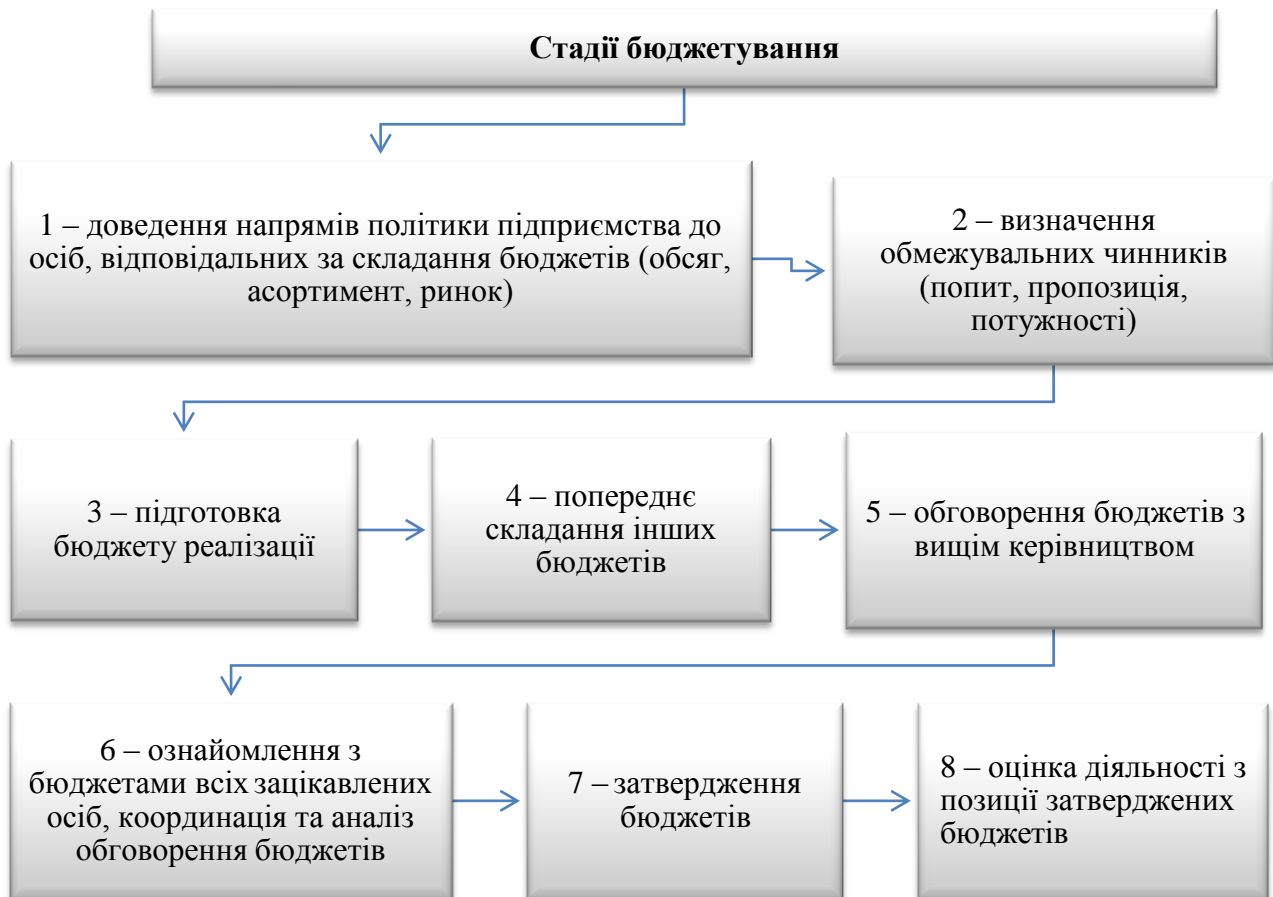 Стадії бюджетування
1 – доведення напрямів політики підприємства до
осіб, відповідальних за складання бюджетів (обсяг,
асортимент, ринок)
2 – визначення
обмежувальних чинників
(попит, пропозиція,
потужності)
3 – підготовка
бюджету реалізації
4 – попереднє
складання інших
бюджетів
5 – обговорення бюджетів з
вищім керівництвом
6 – ознайомлення з
бюджетами всіх зацікавлених
осіб, координація та аналіз
обговорення бюджетів
7 – затвердження
бюджетів
8 – оцінка діяльності з
позиції затверджених
бюджетів